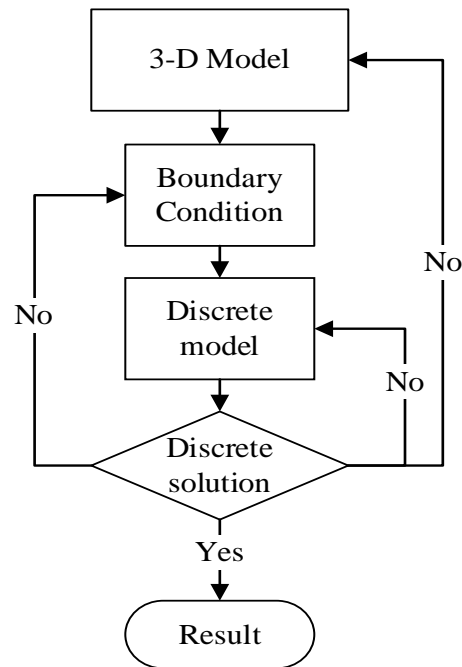 3-D Model
Boundary
Condition
No
No
Discrete
model
No
Discrete
solution
Yes
Result